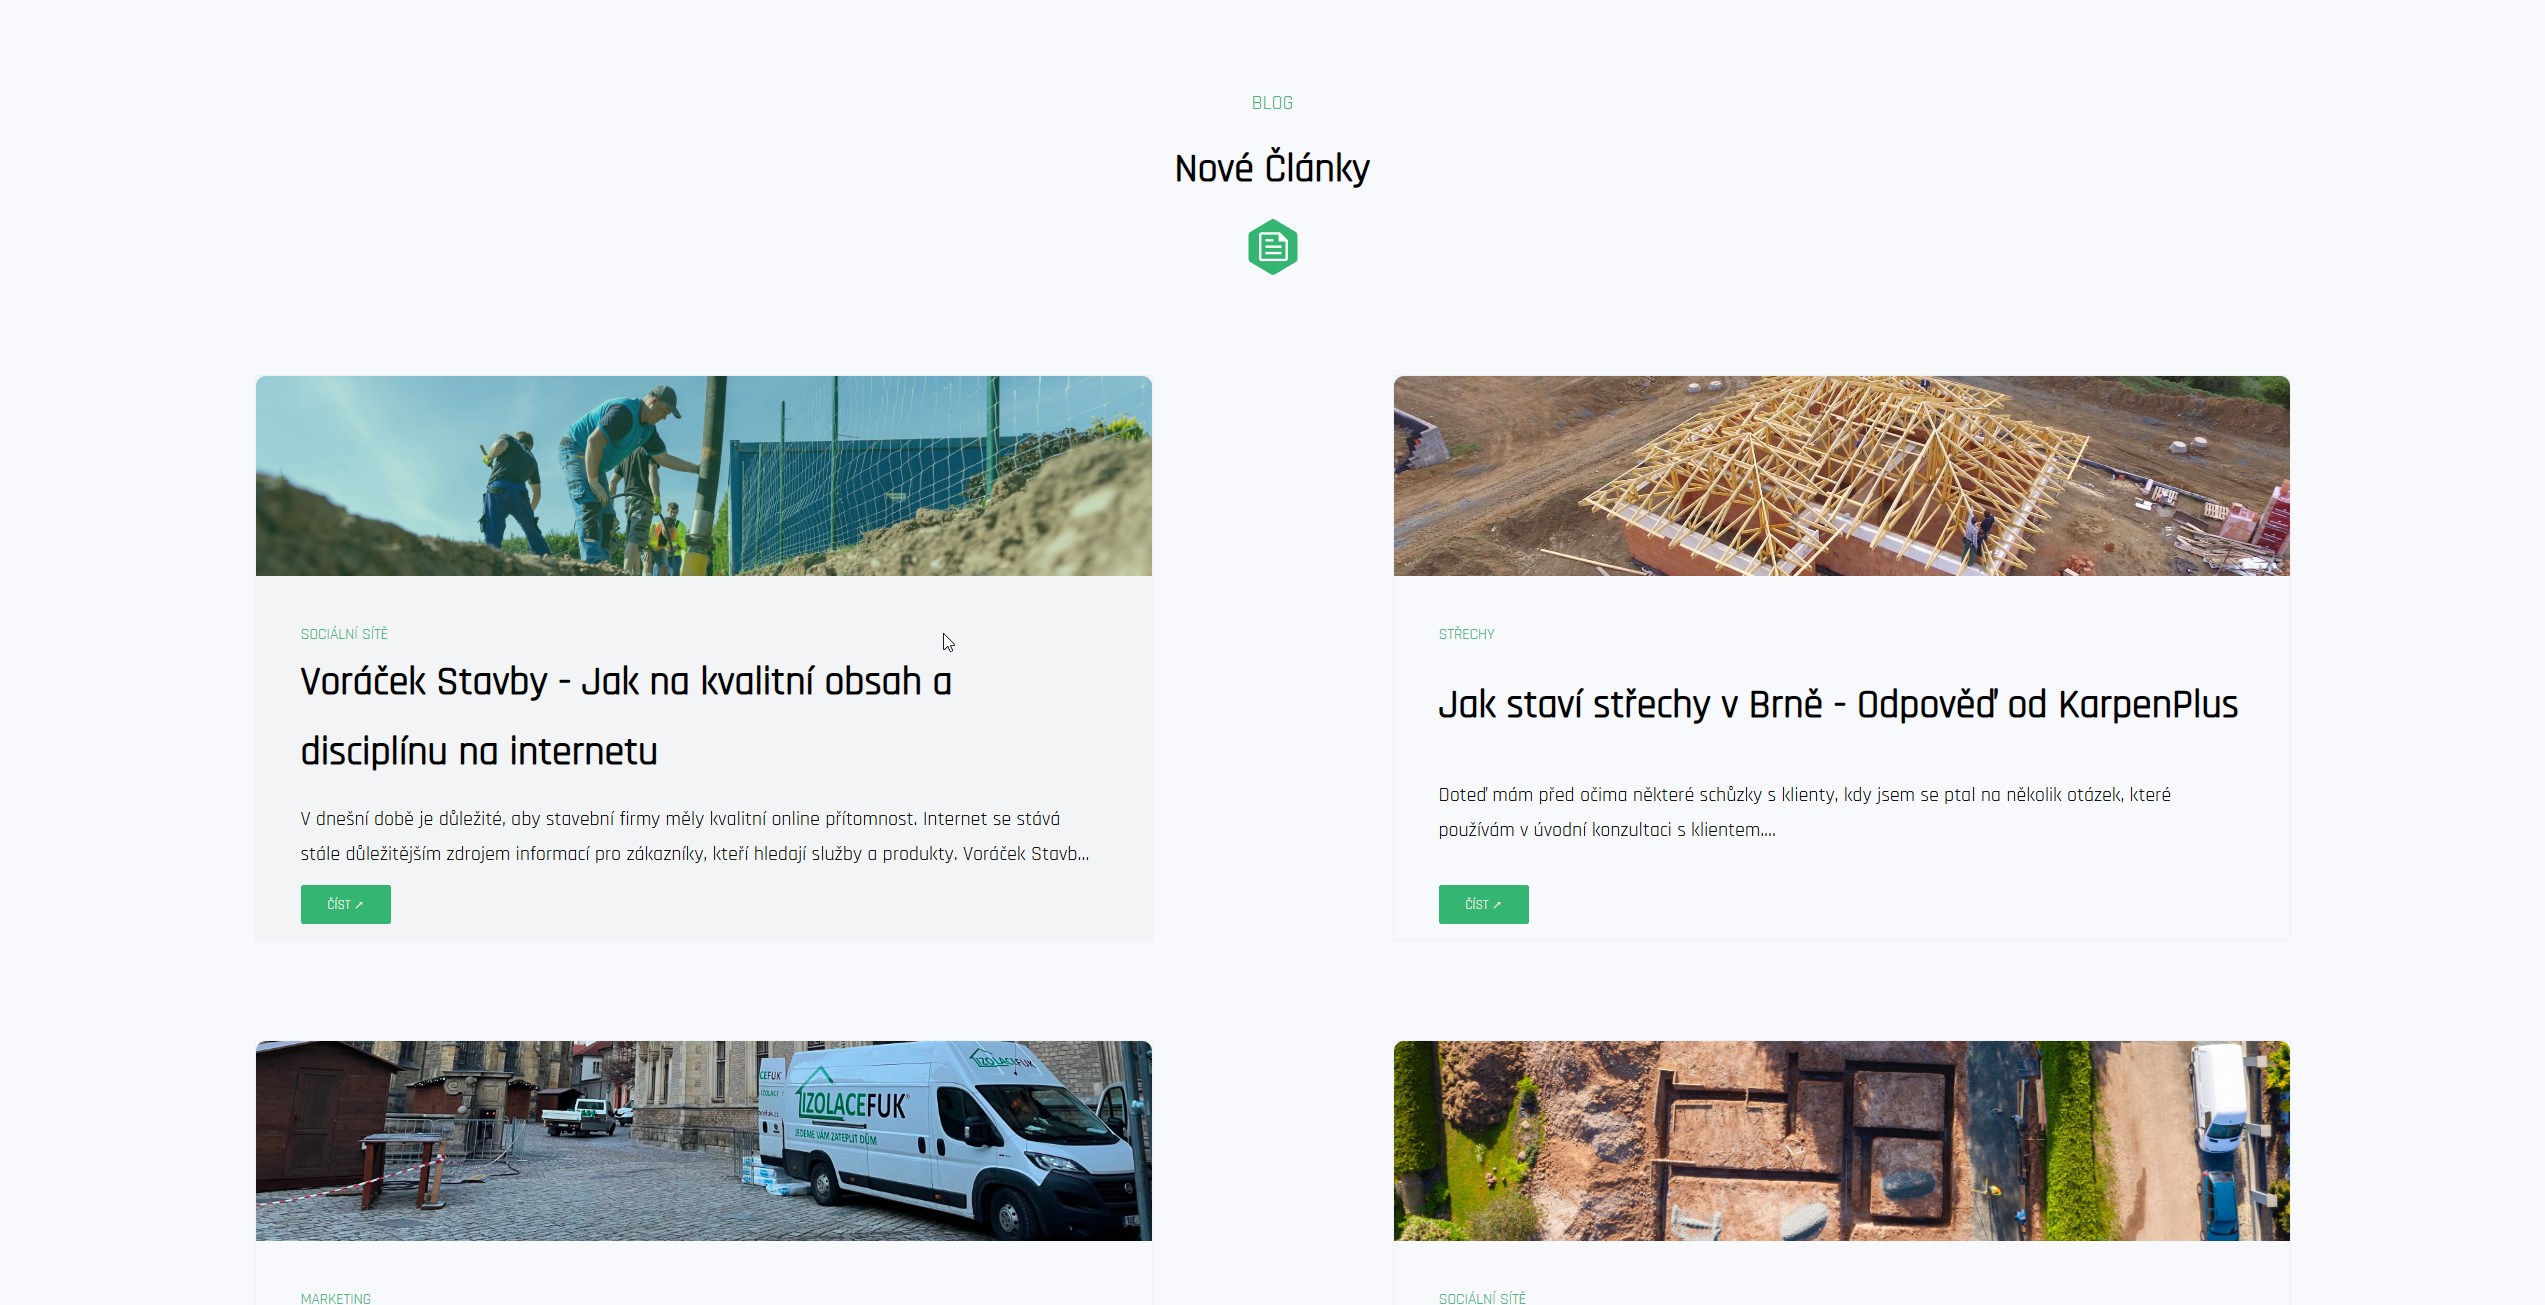 BLOG
Nové Články
SOCIÁLNÍ SÍTĚ
Voráček Stavby - Jak na kvalitní obsah a
disciplínu na internetu
V dnešní době je důležité, aby stavební firmy měly kvalitní online přítomnost. Internet se stává
stále důležitějším zdrojem informací pro zákazníky, kteří hledají služby a produkty. Voráček Stavb...
ČÍST ↗
STŘECHY
Jak staví střechy v Brně - Odpověď od KarpenPlus
Doteď mám před očima některé schůzky s klienty, kdy jsem se ptal na několik otázek, které
používám v úvodní konzultaci s klientem....
ČÍST ↗
IZOLACEFUK
CEFUK
IZOLACEFUK®
JEDEME VÁM ZATEPLIT DŮM
MARKETING
SOCIÁLNÍ SÍTĚ